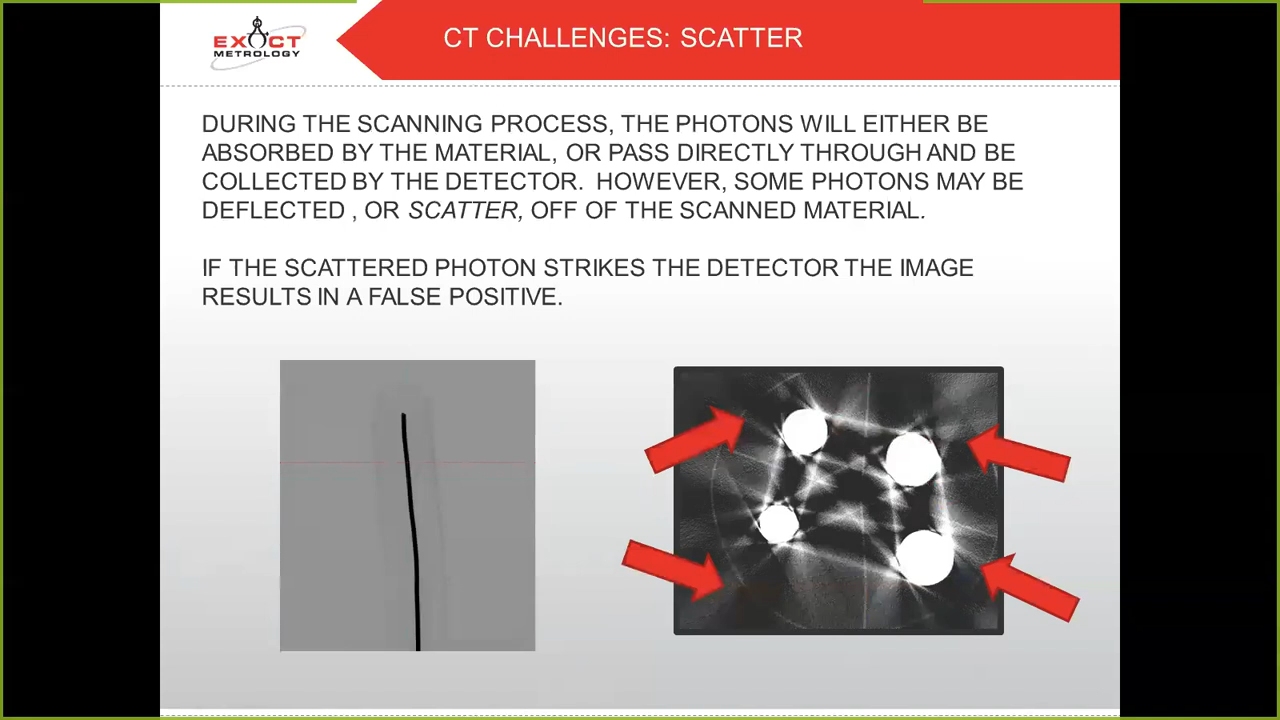 EXACT
METROLOGY
CT CHALLENGES: SCATTER
DURING THE SCANNING PROCESS, THE PHOTONS WILL EITHER BE
ABSORBED BY THE MATERIAL, OR PASS DIRECTLY THROUGH AND BE
COLLECTED BY THE DETECTOR. HOWEVER, SOME PHOTONS MAY BE
DEFLECTED , OR SCATTER, OFF OF THE SCANNED MATERIAL.
IF THE SCATTERED PHOTON STRIKES THE DETECTOR THE IMAGE
RESULTS IN A FALSE POSITIVE.